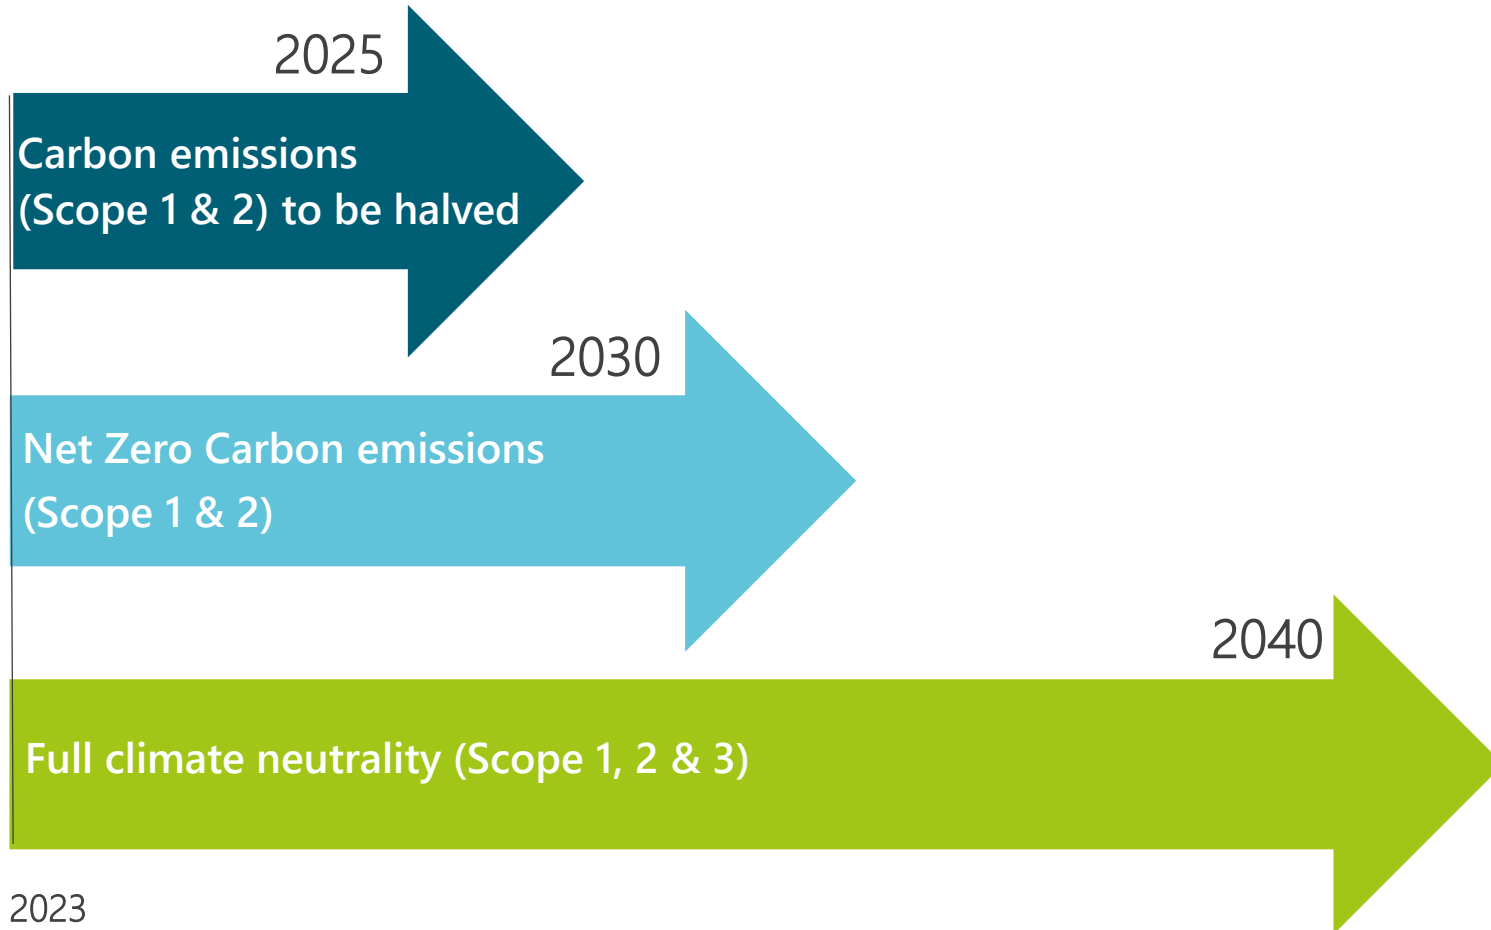 2025
Carbon emissions
(Scope 1 & 2) to be halved
2030
Net Zero Carbon emissions
(Scope 1 & 2)
2040
Full climate neutrality (Scope 1, 2 & 3)
2023